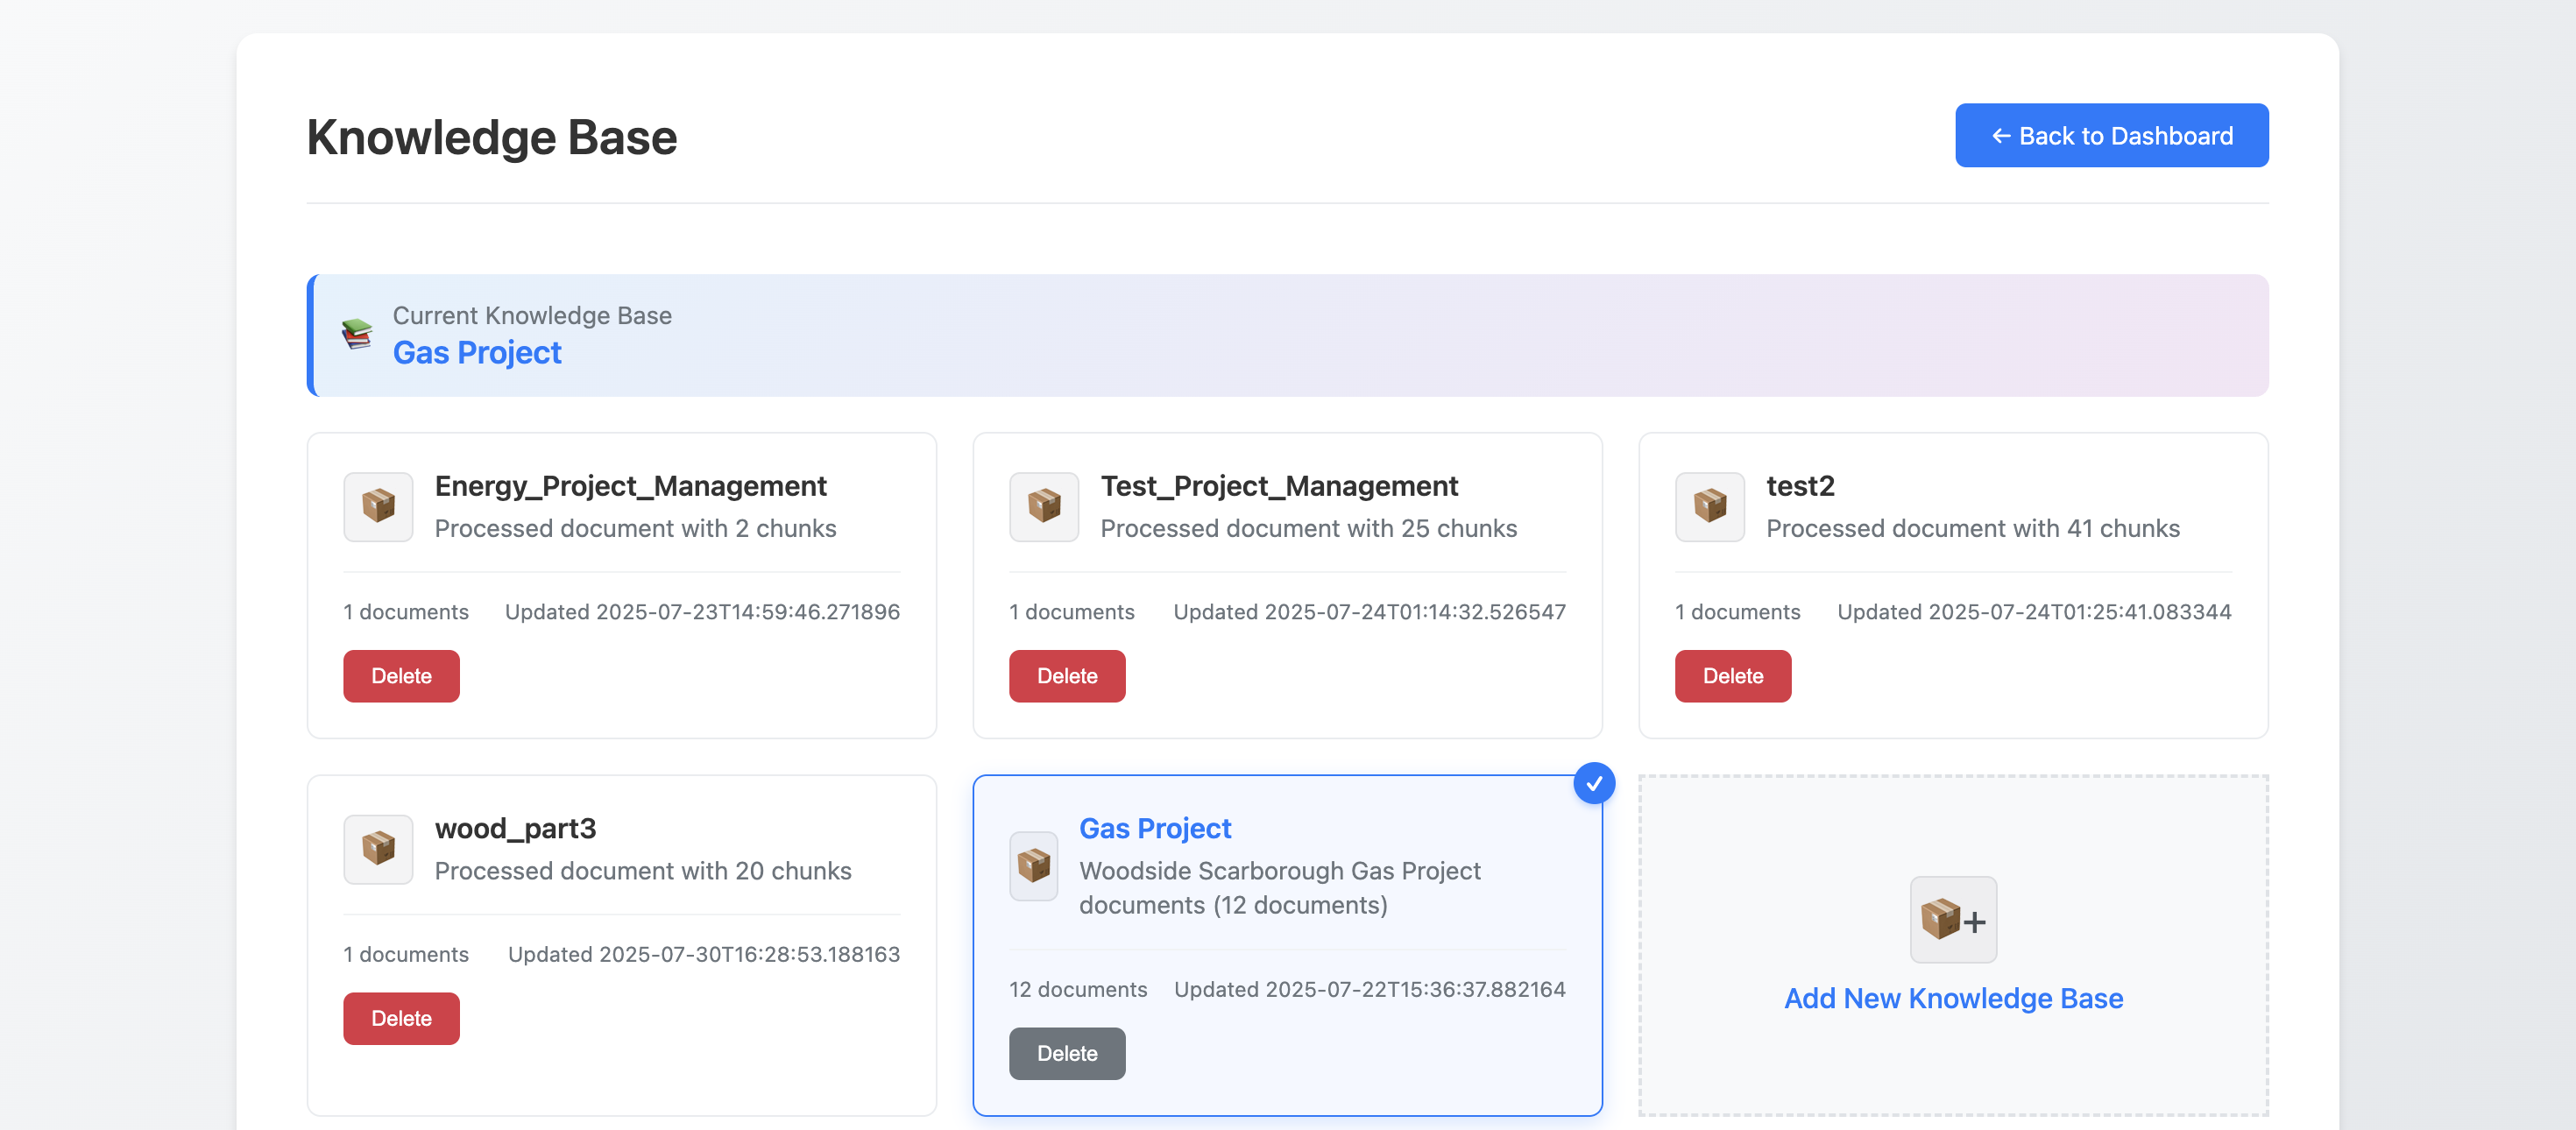 Knowledge Base
← Back to Dashboard
Current Knowledge Base
Gas Project
Energy_Project_Management
Processed document with 2 chunks
1 documents Updated 2025-07-23T14:59:46.271896
Delete
Test_Project_Management
Processed document with 25 chunks
1 documents Updated 2025-07-24T01:14:32.526547
Delete
test2
Processed document with 41 chunks
1 documents Updated 2025-07-24T01:25:41.083344
Delete
wood_part3
Processed document with 20 chunks
1 documents Updated 2025-07-30T16:28:53.188163
Delete
Gas Project
Woodside Scarborough Gas Project
documents (12 documents)
12 documents Updated 2025-07-22T15:36:37.882164
Delete
+
Add New Knowledge Base